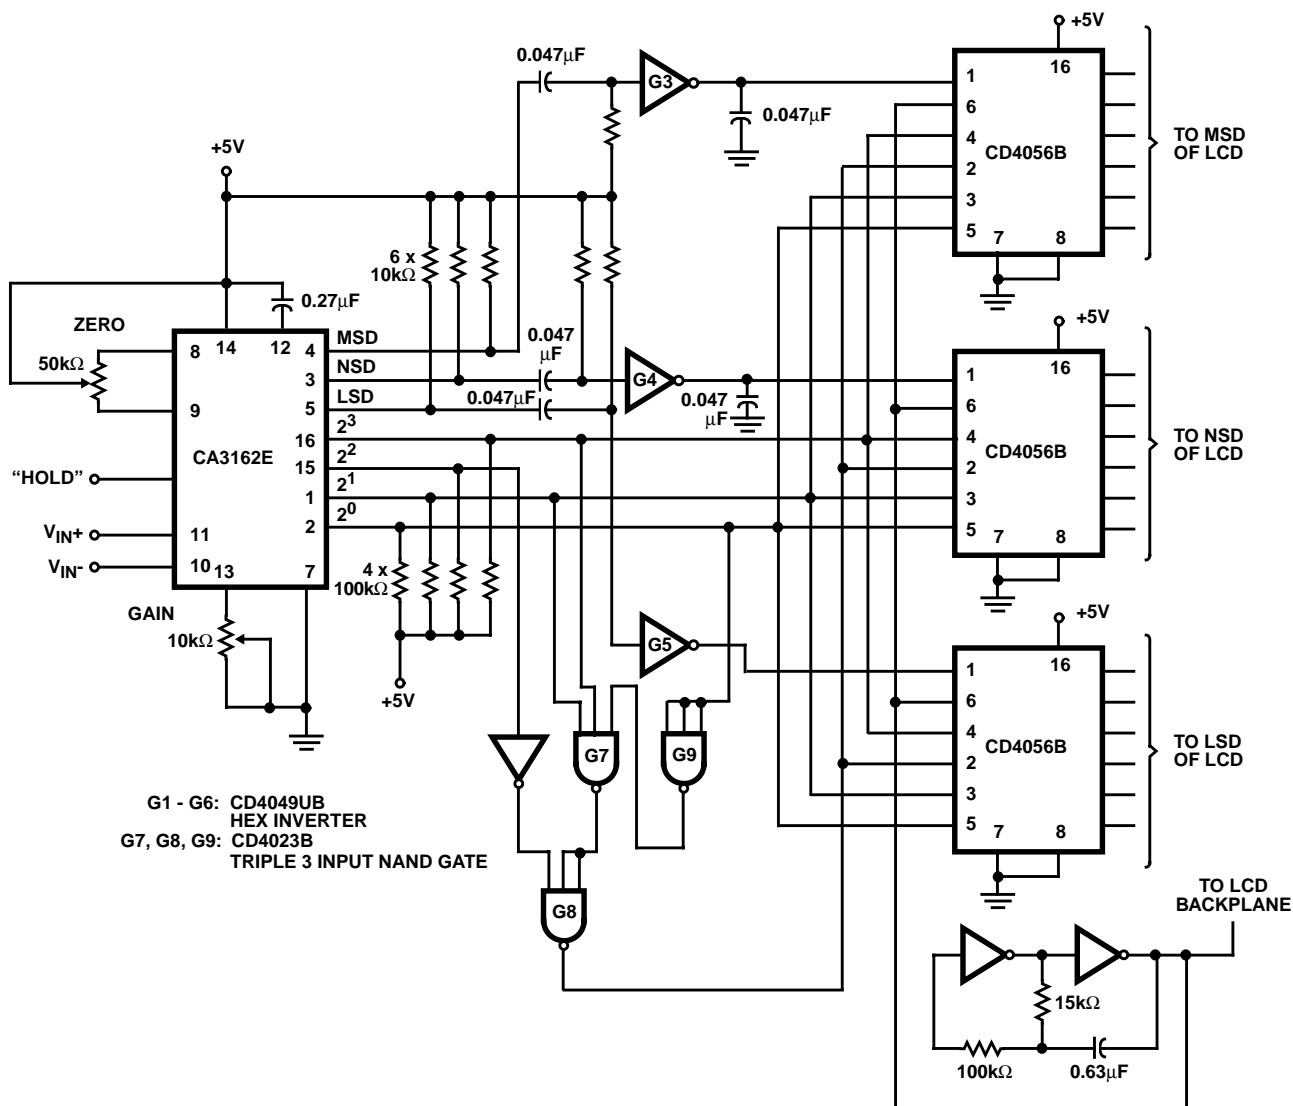 +5V
0.047μF
G3
1
16
6
0.047μF
4
CD4056B
TO MSD
OF LCD
2
+5V
3
5
6 x
10kΩ
7
8
0.27μF
ZERO
MSD
0.047
μF
+5V
8
14
12
4
50kΩ
NSD
16
3
G4
1
LSD
0.047μF
0.047
μF
9
5
6
2³
16
4
TO NSD
OF LCD
CA3162E
2²
CD4056B
15
2
“HOLD”
2¹
1
3
2⁰
2
5
VIN+
11
7
8
VIN-
10
13
7
4 x
100kΩ
GAIN
+5V
10kΩ
G5
16
1
+5V
6
4
CD4056B
TO LSD
OF LCD
G7
G9
2
3
G1 - G6: CD4049UB
HEX INVERTER
5
7
8
G7, G8, G9: CD4023B
TRIPLE 3 INPUT NAND GATE
TO LCD
BACKPLANE
G8
15kΩ
100kΩ
0.63μF